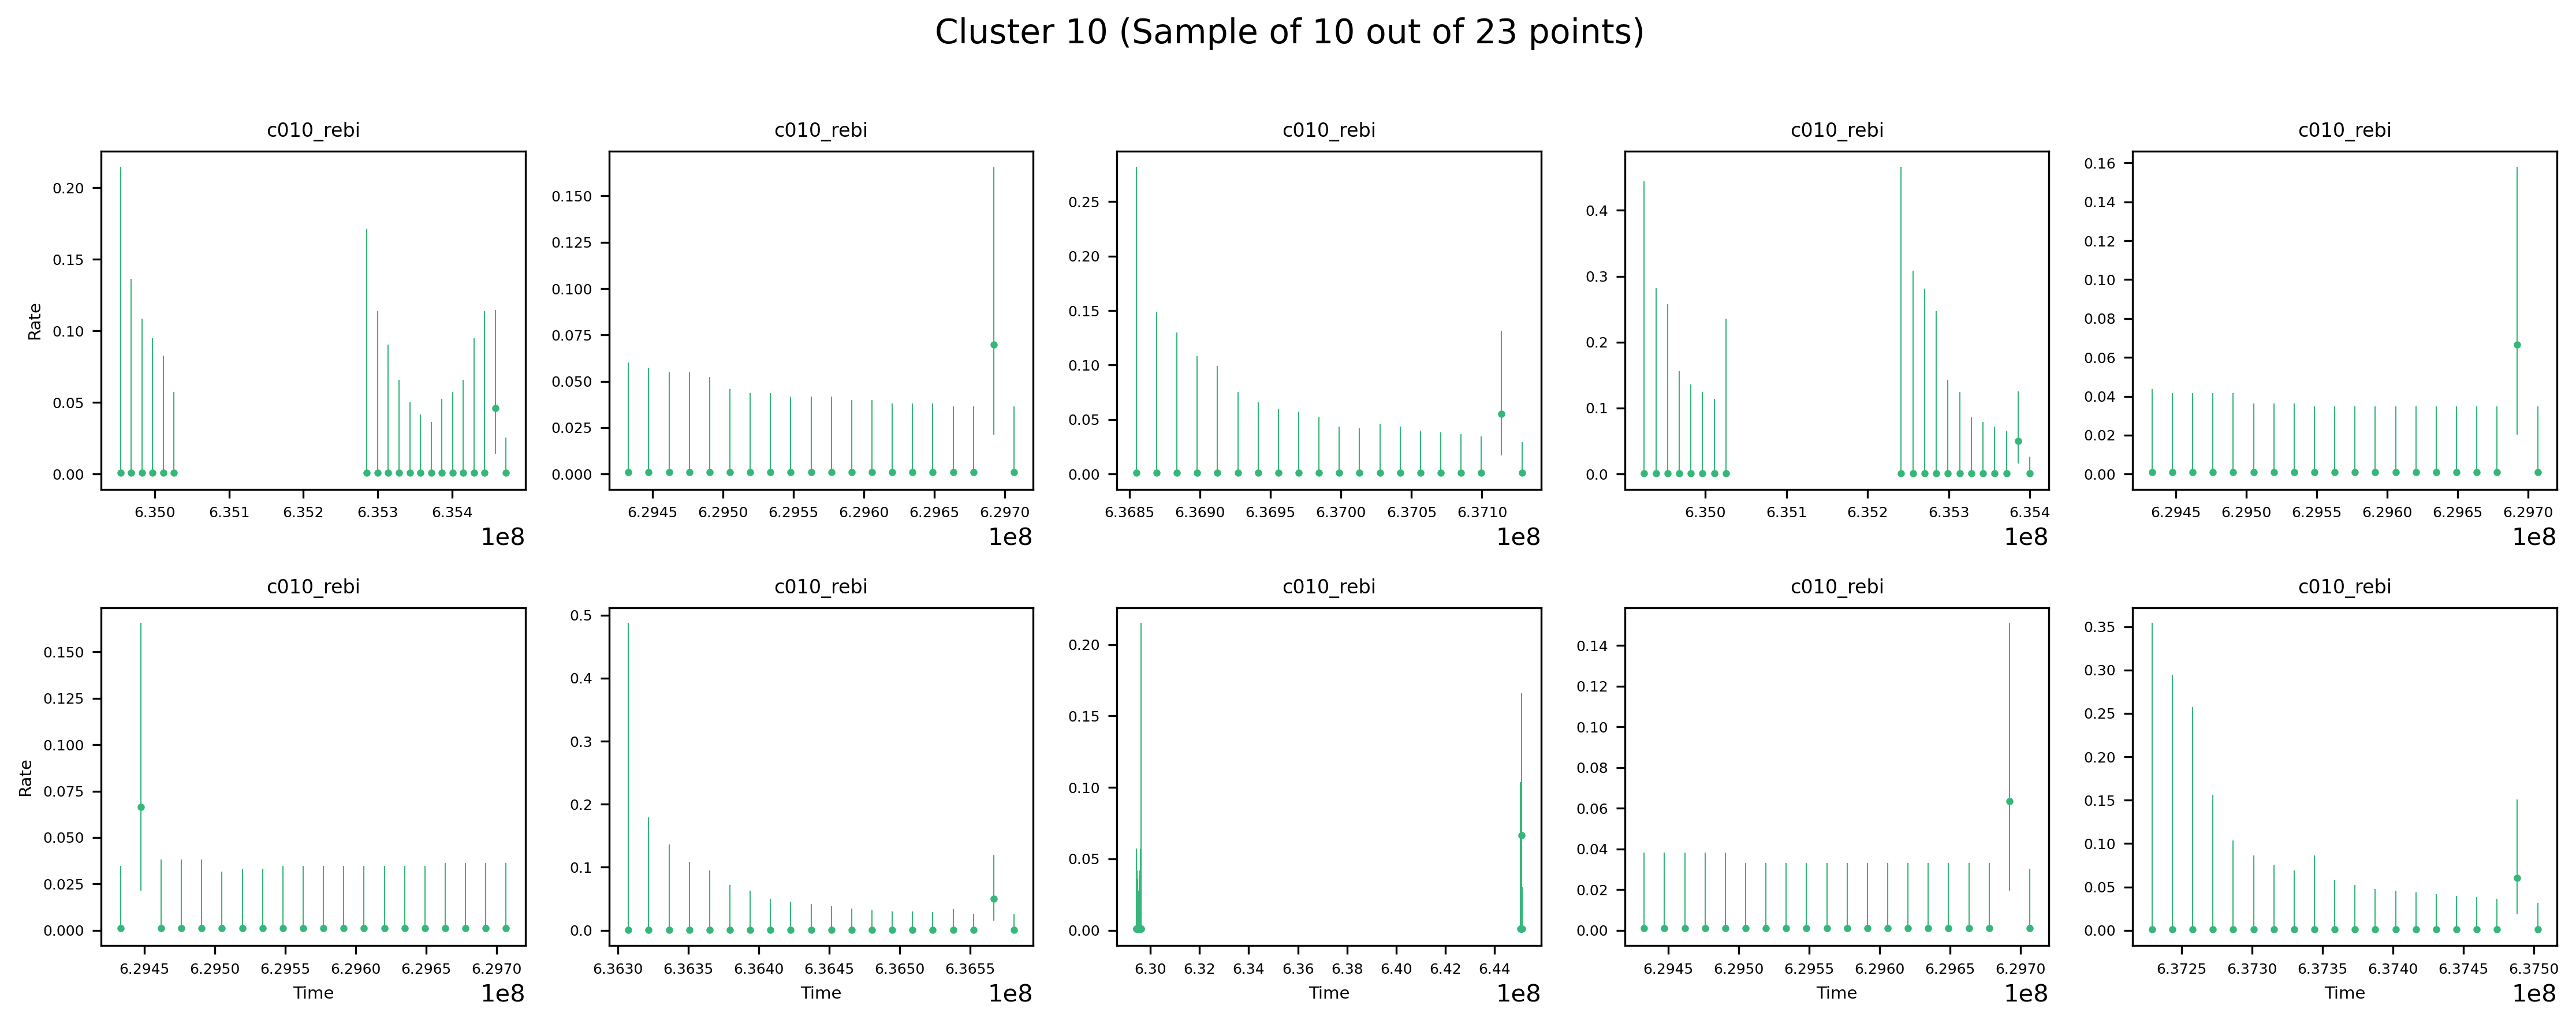 Cluster 10 (Sample of 10 out of 23 points)
c010_rebi c010_rebi c010_rebi c010_rebi c010_rebi
Rate
0.20 0.15 0.10 0.05 0.00
6.350 6.351 6.352 6.353 6.354
1e8
0.150 0.125 0.100 0.075 0.050 0.025 0.000
6.2945 6.2950 6.2955 6.2960 6.2965 6.2970
1e8
0.25 0.20 0.15 0.10 0.05 0.00
6.3685 6.3690 6.3695 6.3700 6.3705 6.3710
1e8
0.4 0.3 0.2 0.1 0.0
6.350 6.351 6.352 6.353 6.354
1e8
0.16 0.14 0.12 0.10 0.08 0.06 0.04 0.02 0.00
6.2945 6.2950 6.2955 6.2960 6.2965 6.2970
1e8
c010_rebi c010_rebi c010_rebi c010_rebi c010_rebi
Rate
0.150 0.125 0.100 0.075 0.050 0.025 0.000
6.2945 6.2950 6.2955 6.2960 6.2965 6.2970
Time 1e8
0.5 0.4 0.3 0.2 0.1 0.0
6.3630 6.3635 6.3640 6.3645 6.3650 6.3655
Time 1e8
0.20 0.15 0.10 0.05 0.00
6.30 6.32 6.34 6.36 6.38 6.40 6.42 6.44
Time 1e8
0.14 0.12 0.10 0.08 0.06 0.04 0.02 0.00
6.2945 6.2950 6.2955 6.2960 6.2965 6.2970
Time 1e8
0.35 0.30 0.25 0.20 0.15 0.10 0.05 0.00
6.3725 6.3730 6.3735 6.3740 6.3745 6.3750
Time 1e8